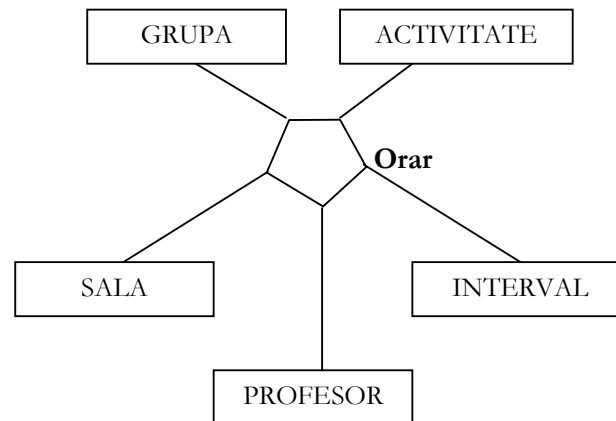 GRUPA
ACTIVITATE
Orar
SALA
INTERVAL
PROFESOR